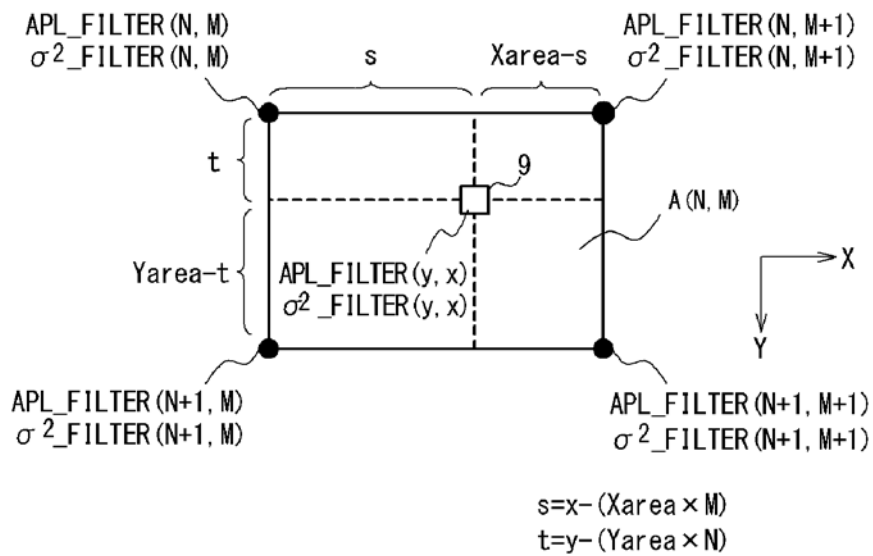 APL_FILTER(N, M)
σ²_FILTER(N, M)
APL_FILTER(N, M+1)
σ²_FILTER(N, M+1)
s
Xarea-s
t
9
A(N, M)
Yarea-t
APL_FILTER(y, x)
σ²_FILTER(y, x)
X
Y
APL_FILTER(N+1, M)
σ²_FILTER(N+1, M)
APL_FILTER(N+1, M+1)
σ²_FILTER(N+1, M+1)
s=x-(Xarea×M)
t=y-(Yarea×N)